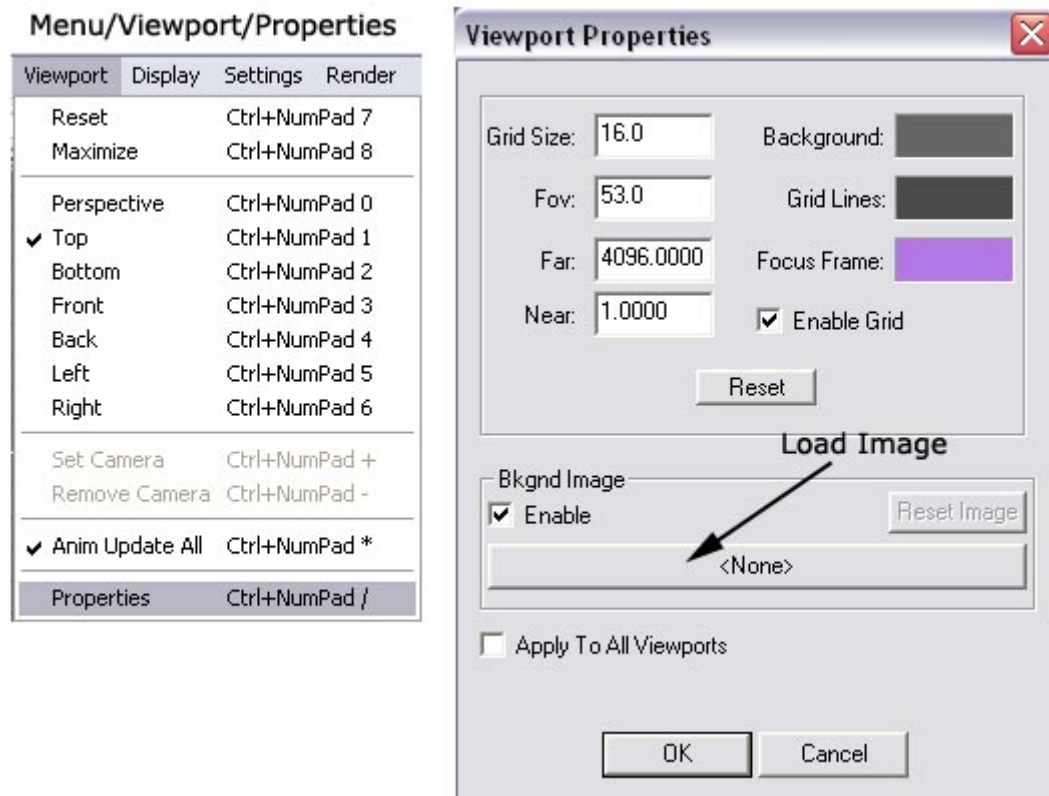 Menu/Viewport/Properties
Viewport Display Settings Render
Reset Ctrl+NumPad 7
Maximize Ctrl+NumPad 8
Perspective Ctrl+NumPad 0
Top Ctrl+NumPad 1
Bottom Ctrl+NumPad 2
Front Ctrl+NumPad 3
Back Ctrl+NumPad 4
Left Ctrl+NumPad 5
Right Ctrl+NumPad 6
Set Camera Ctrl+NumPad +
Remove Camera Ctrl+NumPad -
Anim Update All Ctrl+NumPad *
Properties Ctrl+NumPad /
Viewport Properties
Grid Size: 16.0 Background:
Fov: 53.0 Grid Lines:
Far: 4096.0000 Focus Frame:
Near: 1.0000 Enable Grid
Reset
Load Image
Bkgnd Image
Enable Reset Image
<None>
Apply To All Viewports
OK Cancel